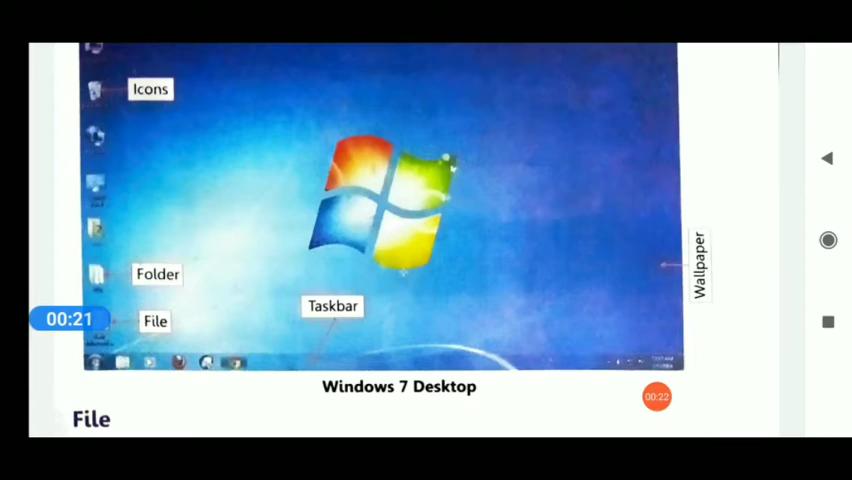 Icons
Folder
Wallpaper
Taskbar
00:21
File
Windows 7 Desktop
00:22
File